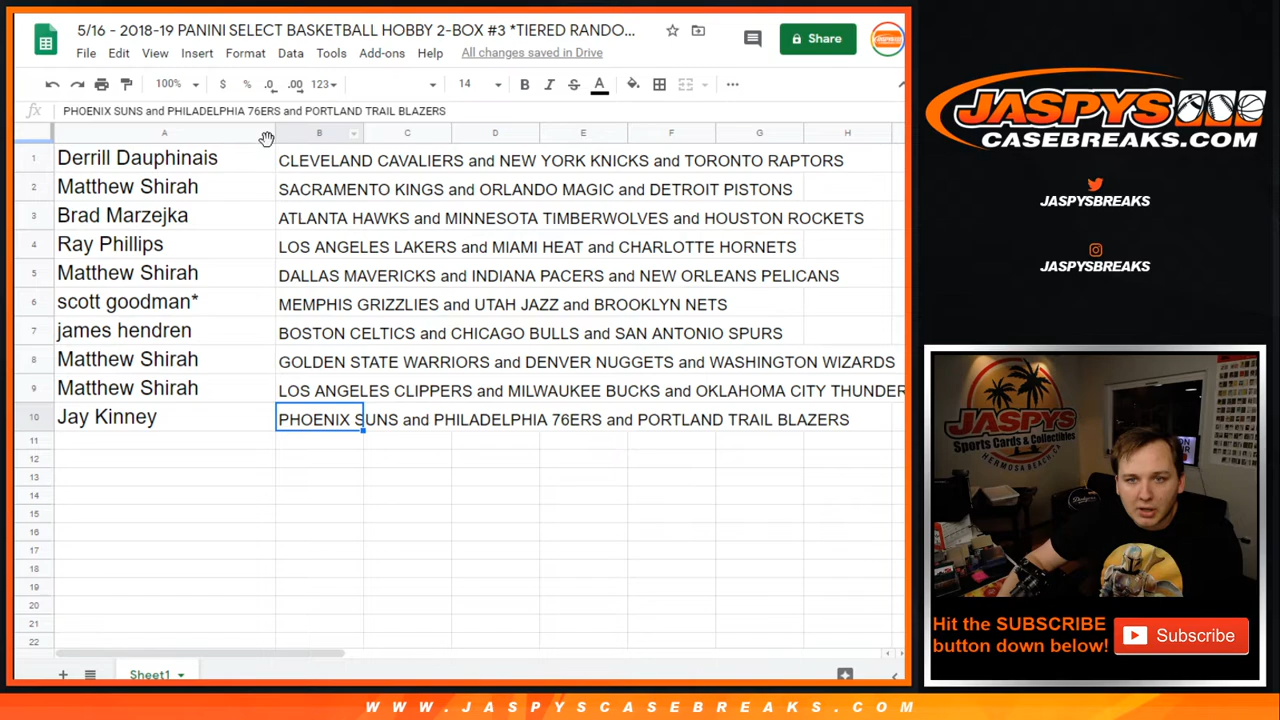 5/16 - 2018-19 PANINI SELECT BASKETBALL HOBBY 2-BOX #3 *TIERED RANDO...
Share
File Edit View Insert Format Data Tools Add-ons Help All changes saved in Drive
100% $ % .0 .00 123 14 B I S A
fx PHOENIX SUNS and PHILADELPHIA 76ERS and PORTLAND TRAIL BLAZERS
A B C D E F G H
1 Derrill Dauphinais CLEVELAND CAVALIERS and NEW YORK KNICKS and TORONTO RAPTORS
2 Matthew Shirah SACRAMENTO KINGS and ORLANDO MAGIC and DETROIT PISTONS
3 Brad Marzejka ATLANTA HAWKS and MINNESOTA TIMBERWOLVES and HOUSTON ROCKETS
4 Ray Phillips LOS ANGELES LAKERS and MIAMI HEAT and CHARLOTTE HORNETS
5 Matthew Shirah DALLAS MAVERICKS and INDIANA PACERS and NEW ORLEANS PELICANS
6 scott goodman* MEMPHIS GRIZZLIES and UTAH JAZZ and BROOKLYN NETS
7 james hendren BOSTON CELTICS and CHICAGO BULLS and SAN ANTONIO SPURS
8 Matthew Shirah GOLDEN STATE WARRIORS and DENVER NUGGETS and WASHINGTON WIZARDS
9 Matthew Shirah LOS ANGELES CLIPPERS and MILWAUKEE BUCKS and OKLAHOMA CITY THUNDER
10 Jay Kinney PHOENIX SUNS and PHILADELPHIA 76ERS and PORTLAND TRAIL BLAZERS
11
12
13
14
15
16
17
18
19
20
21
22
Sheet1
JASPYS
CASEBREAKS.COM
JASPYSBREAKS
JASPYSBREAKS
JASPYS
Sports Cards & Collectibles
HERMOSA BEACH, CA
Hit the SUBSCRIBE
button down below!
Subscribe
WWW.JASPYSCASEBREAKS.COM